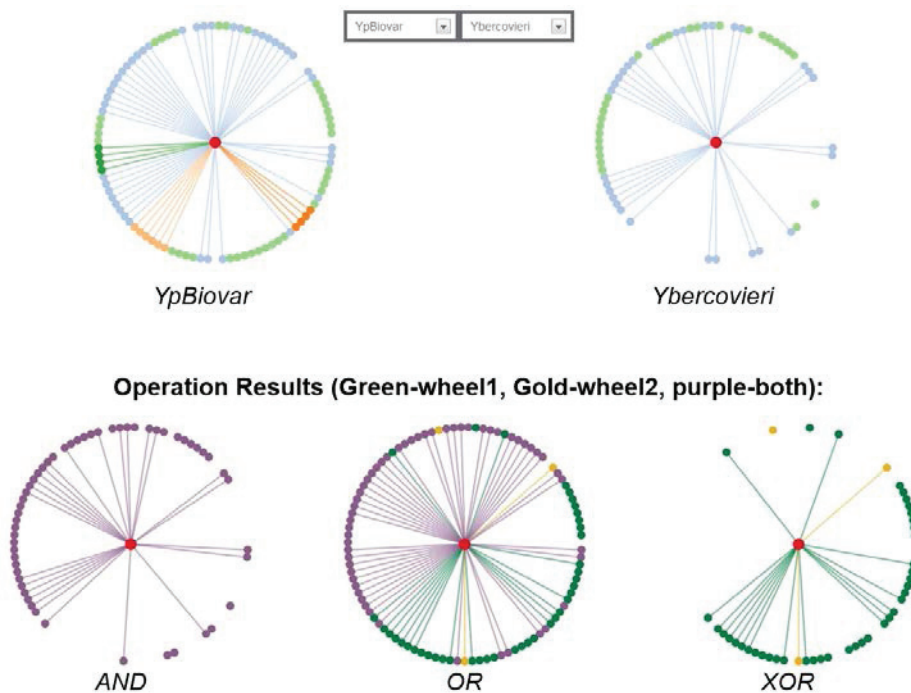 YpBiovar Ybercovieri
YpBiovar Ybercovieri
Operation Results (Green-wheel1, Gold-wheel2, purple-both):
AND OR XOR